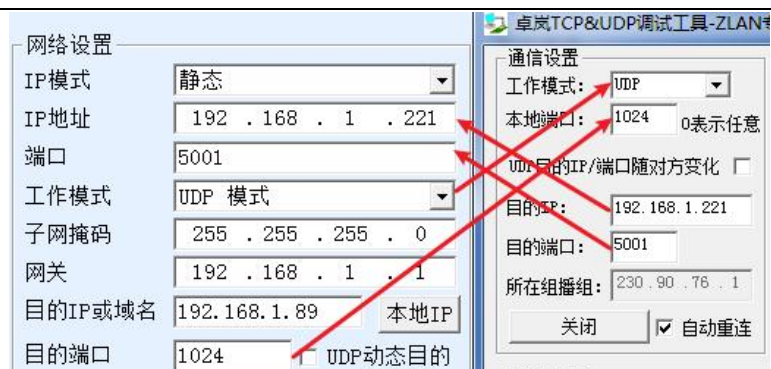 网络设置
IP模式 静态
IP地址 192 . 168 . 1 . 221
端口 5001
工作模式 UDP 模式
子网掩码 255 . 255 . 255 . 0
网关 192 . 168 . 1 . 1
目的IP或域名 192.168.1.89 本地IP
目的端口 1024 UDP动态目的
卓岚TCP&UDP调试工具-ZLAN
通信设置
工作模式: UDP
本地端口: 1024 0表示任意
UDP目的IP/端口随对方变化
目的IP: 192.168.1.221
目的端口: 5001
所在组播组: 230 . 90 . 76 . 1
关闭 自动重连